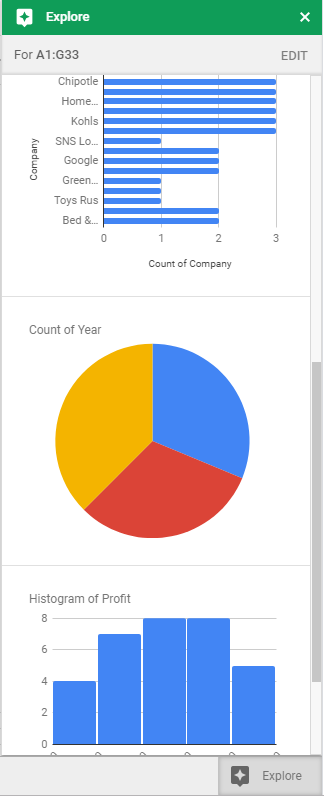 Explore ×
For A1:G33 EDIT
Company
Chipotle
Home…
Kohls
SNS Lo…
Google
Green…
Toys Rus
Bed &…
0 1 2 3
Count of Company
Count of Year
Histogram of Profit
8
6
4
2
0
Explore